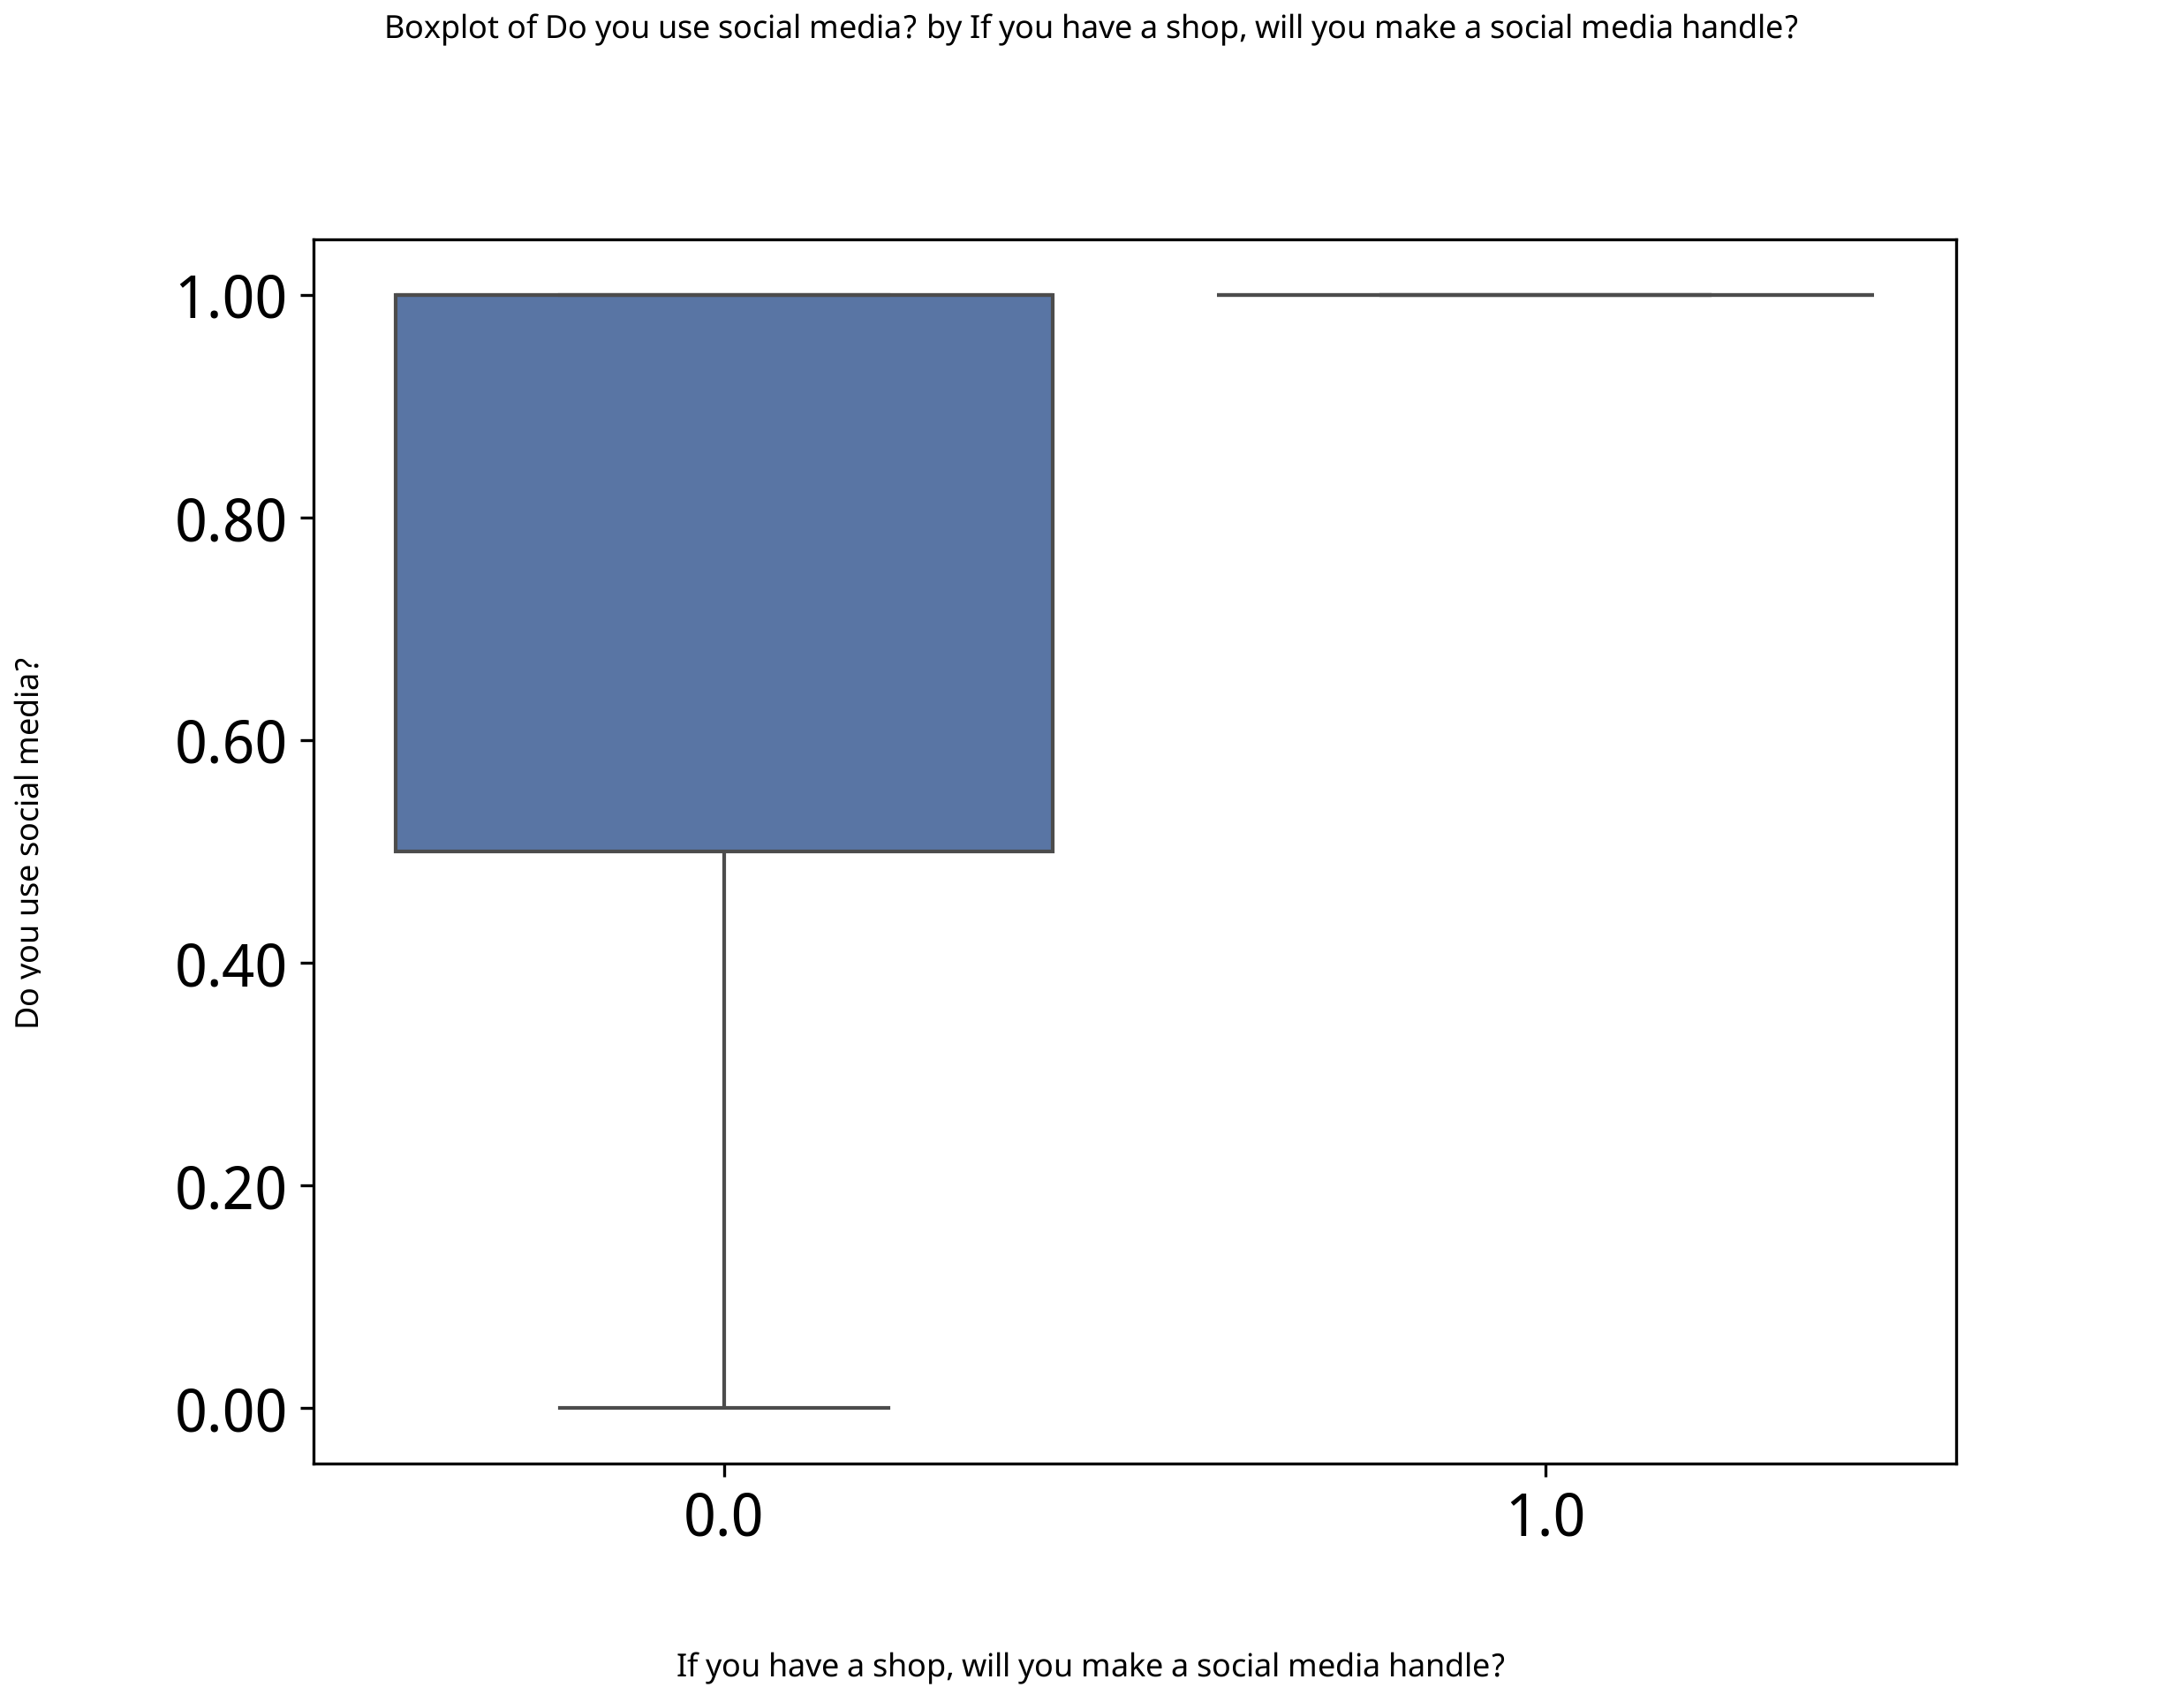 Boxplot of Do you use social media? by If you have a shop, will you make a social media handle?
1.00
0.80
0.60
0.40
0.20
0.00
Do you use social media?
0.0 1.0
If you have a shop, will you make a social media handle?